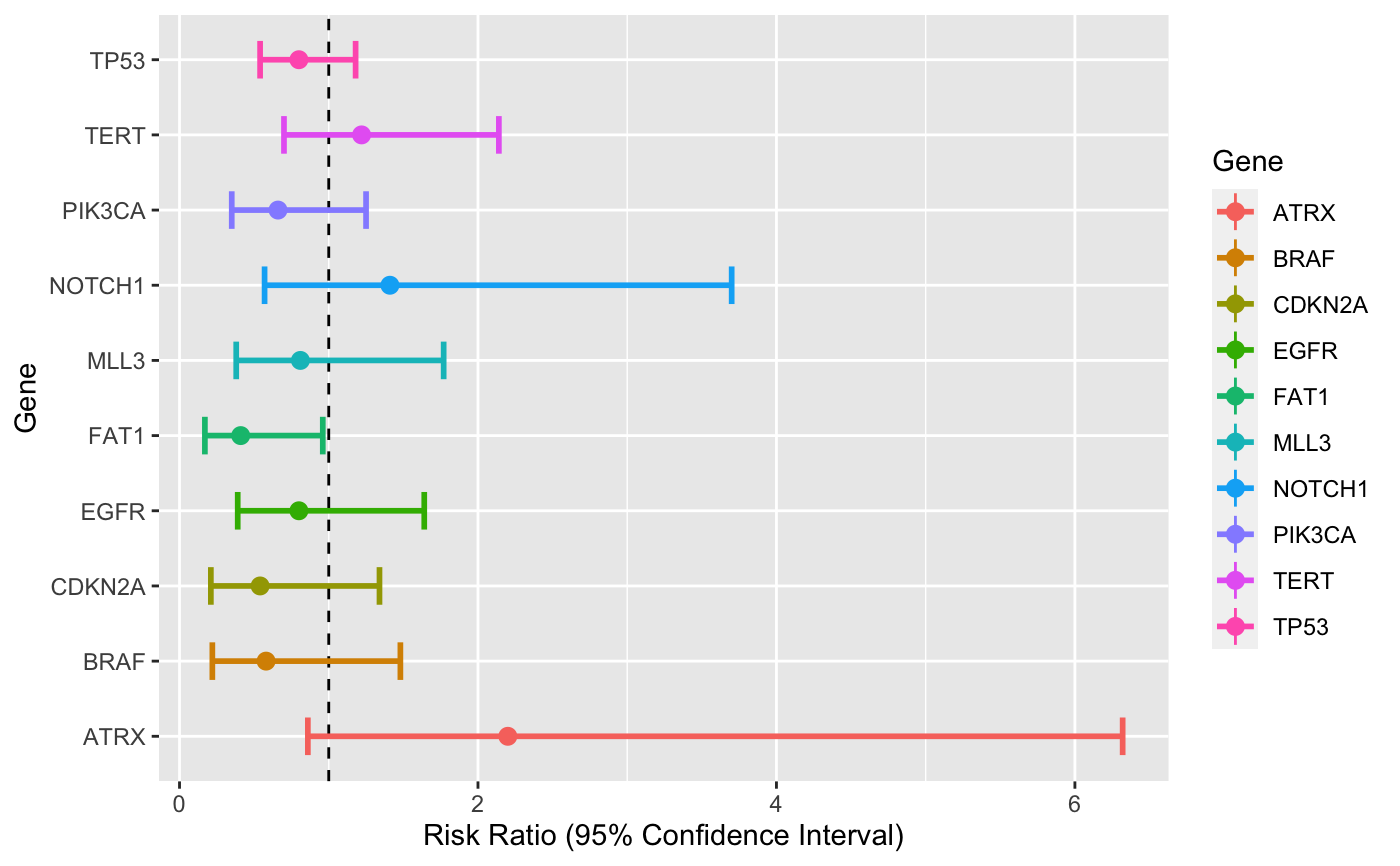 TP53
TERT
PIK3CA
NOTCH1
MLL3
FAT1
EGFR
CDKN2A
BRAF
ATRX
Gene
0 2 4 6
Risk Ratio (95% Confidence Interval)
Gene
ATRX
BRAF
CDKN2A
EGFR
FAT1
MLL3
NOTCH1
PIK3CA
TERT
TP53